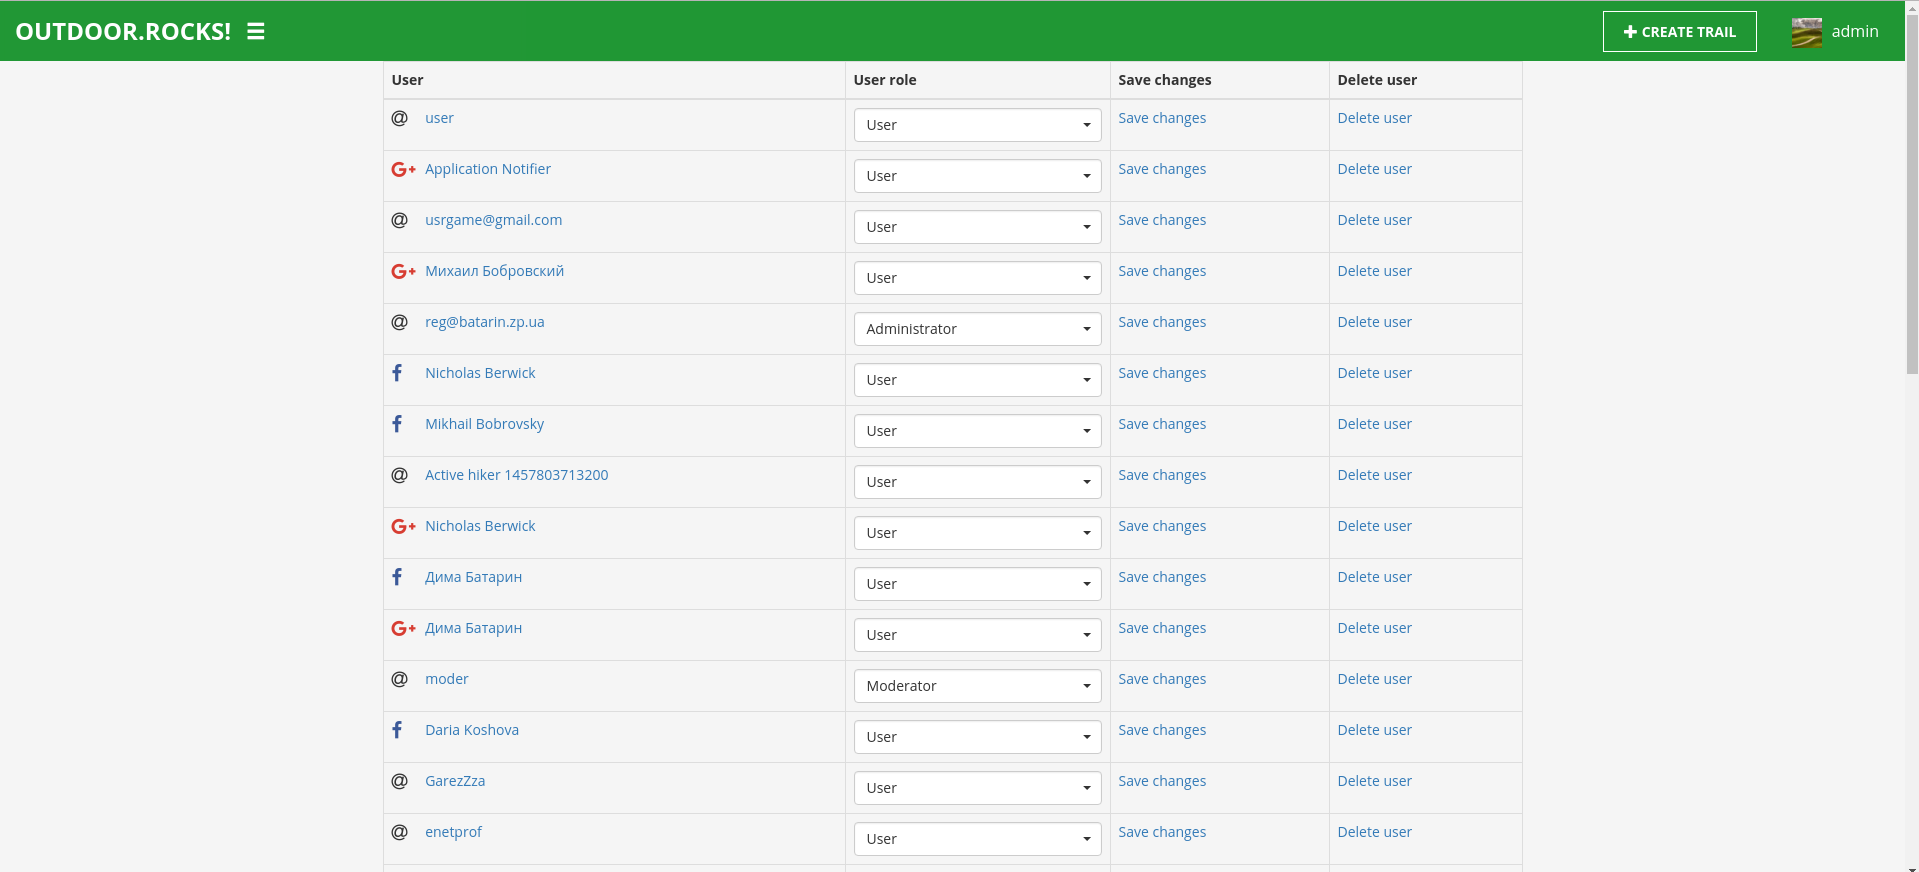 OUTDOOR.ROCKS! CREATE TRAIL admin
User User role Save changes Delete user
@ user User Save changes Delete user
G+ Application Notifier User Save changes Delete user
@ usrgame@gmail.com User Save changes Delete user
G+ Михаил Бобровский User Save changes Delete user
@ reg@batarin.zp.ua Administrator Save changes Delete user
f Nicholas Berwick User Save changes Delete user
f Mikhail Bobrovsky User Save changes Delete user
@ Active hiker 1457803713200 User Save changes Delete user
G+ Nicholas Berwick User Save changes Delete user
f Дима Батарин User Save changes Delete user
G+ Дима Батарин User Save changes Delete user
@ moder Moderator Save changes Delete user
f Daria Koshova User Save changes Delete user
@ GarezZza User Save changes Delete user
@ enetprof User Save changes Delete user